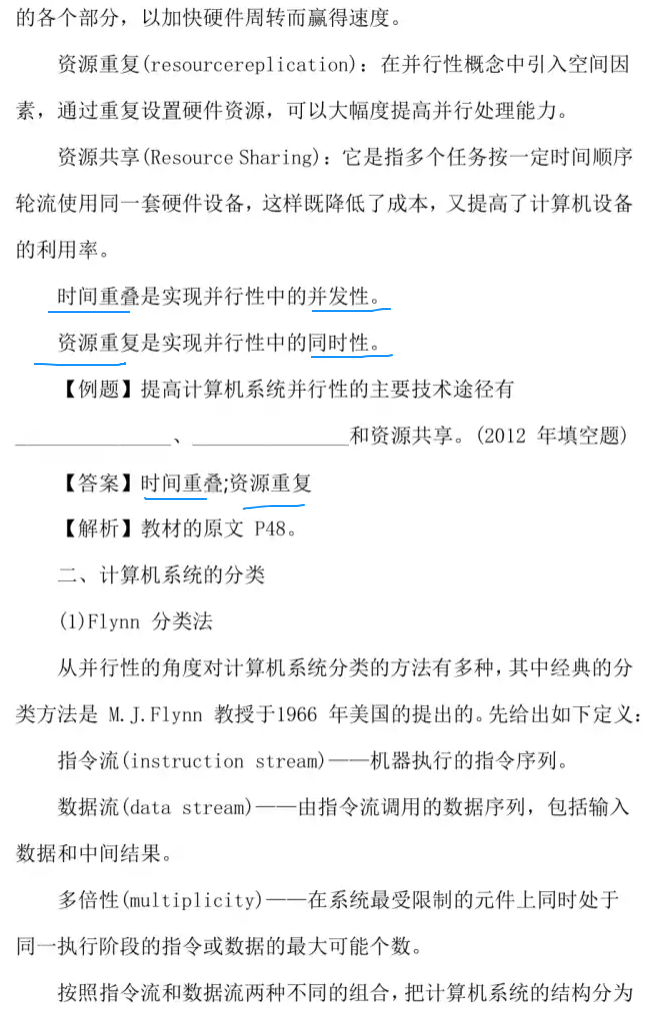 的各个部分，以加快硬件周转而赢得速度。
资源重复(resourcereplication)：在并行性概念中引入空间因
素，通过重复设置硬件资源，可以大幅度提高并行处理能力。
资源共享(Resource Sharing)：它是指多个任务按一定时间顺序
轮流使用同一套硬件设备，这样既降低了成本，又提高了计算机设备
的利用率。
时间重叠是实现并行性中的并发性。
资源重复是实现并行性中的同时性。
【例题】提高计算机系统并行性的主要技术途径有
_______________、_______________和资源共享。(2012 年填空题)
【答案】时间重叠;资源重复
【解析】教材的原文 P48。
二、计算机系统的分类
(1)Flynn 分类法
从并行性的角度对计算机系统分类的方法有多种，其中经典的分
类方法是 M.J.Flynn 教授于1966 年美国的提出的。先给出如下定义：
指令流(instruction stream)——机器执行的指令序列。
数据流(data stream)——由指令流调用的数据序列，包括输入
数据和中间结果。
多倍性(multiplicity)——在系统最受限制的元件上同时处于
同一执行阶段的指令或数据的最大可能个数。
按照指令流和数据流两种不同的组合，把计算机系统的结构分为